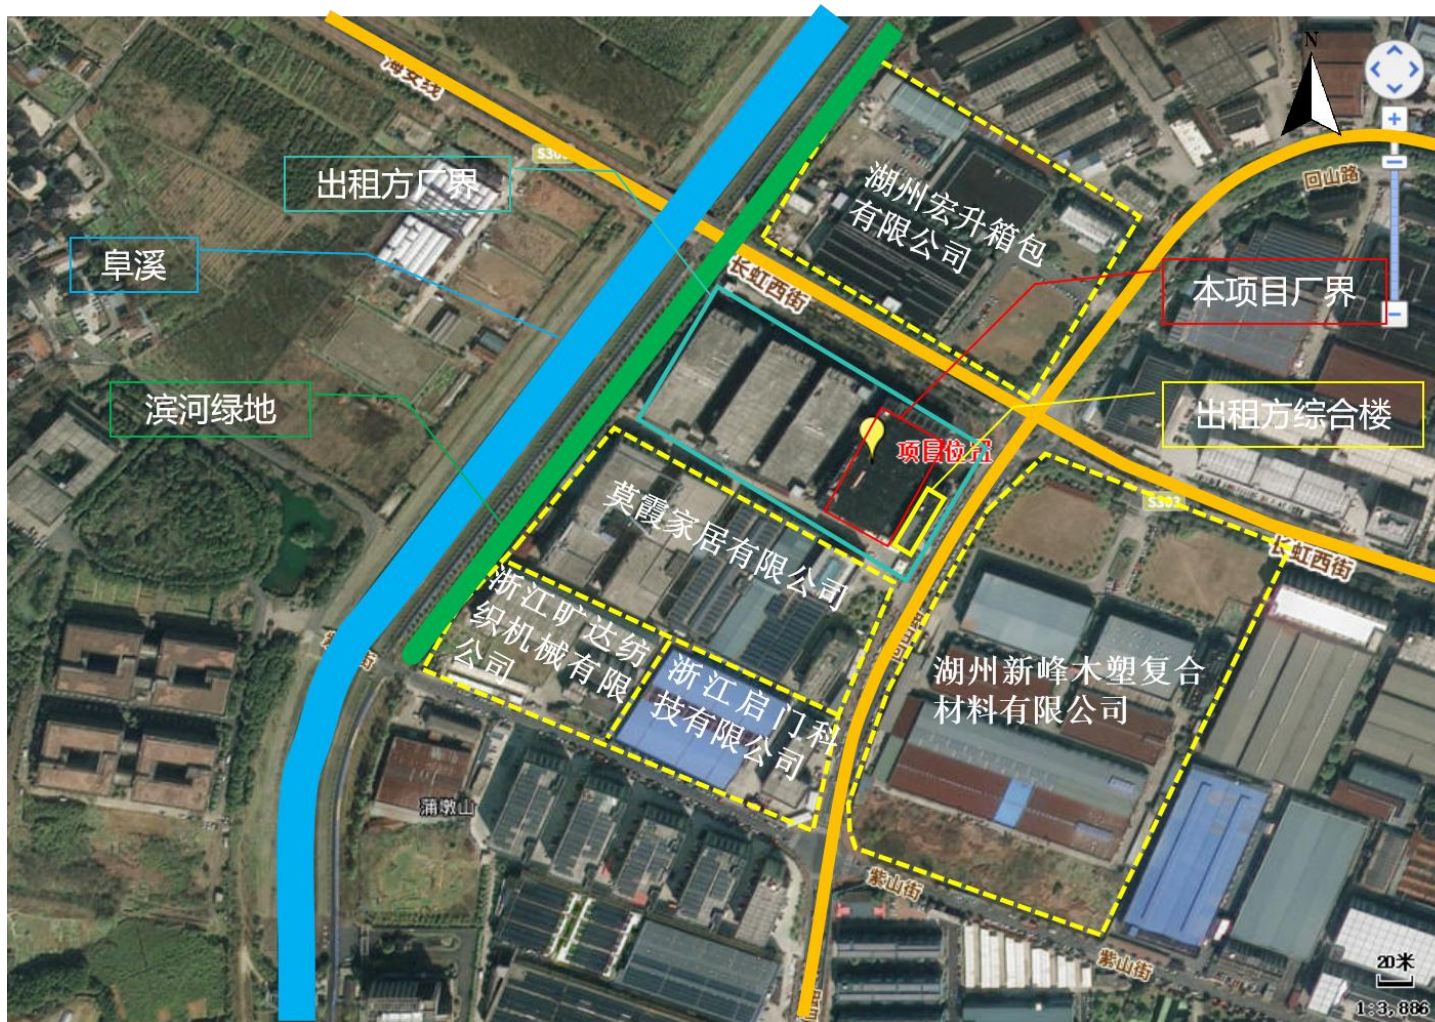 N
海安线
S303
出租方厂界
湖州宏升箱包
有限公司
回山路
阜溪
长虹西街
本项目厂界
滨河绿地
出租方综合楼
项目位置
莫霞家居有限公司
S303
长虹西街
浙江旷达纺
织机械有限
公司
浙江启门科
技有限公司
湖州新峰木塑复合
材料有限公司
蒲墩山
紫山街
紫山街
20米
1:3,886